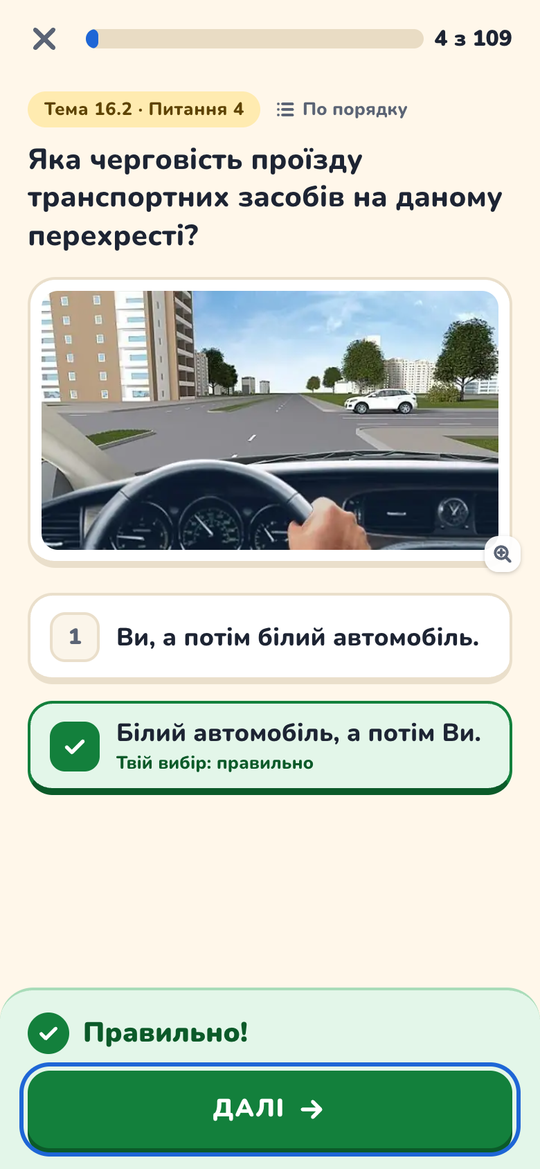 4 з 109
Тема 16.2 · Питання 4
По порядку
Яка черговість проїзду
транспортних засобів на даному
перехресті?
1
Ви, а потім білий автомобіль.
Білий автомобіль, а потім Ви.
Твій вибір: правильно
Правильно!
ДАЛІ